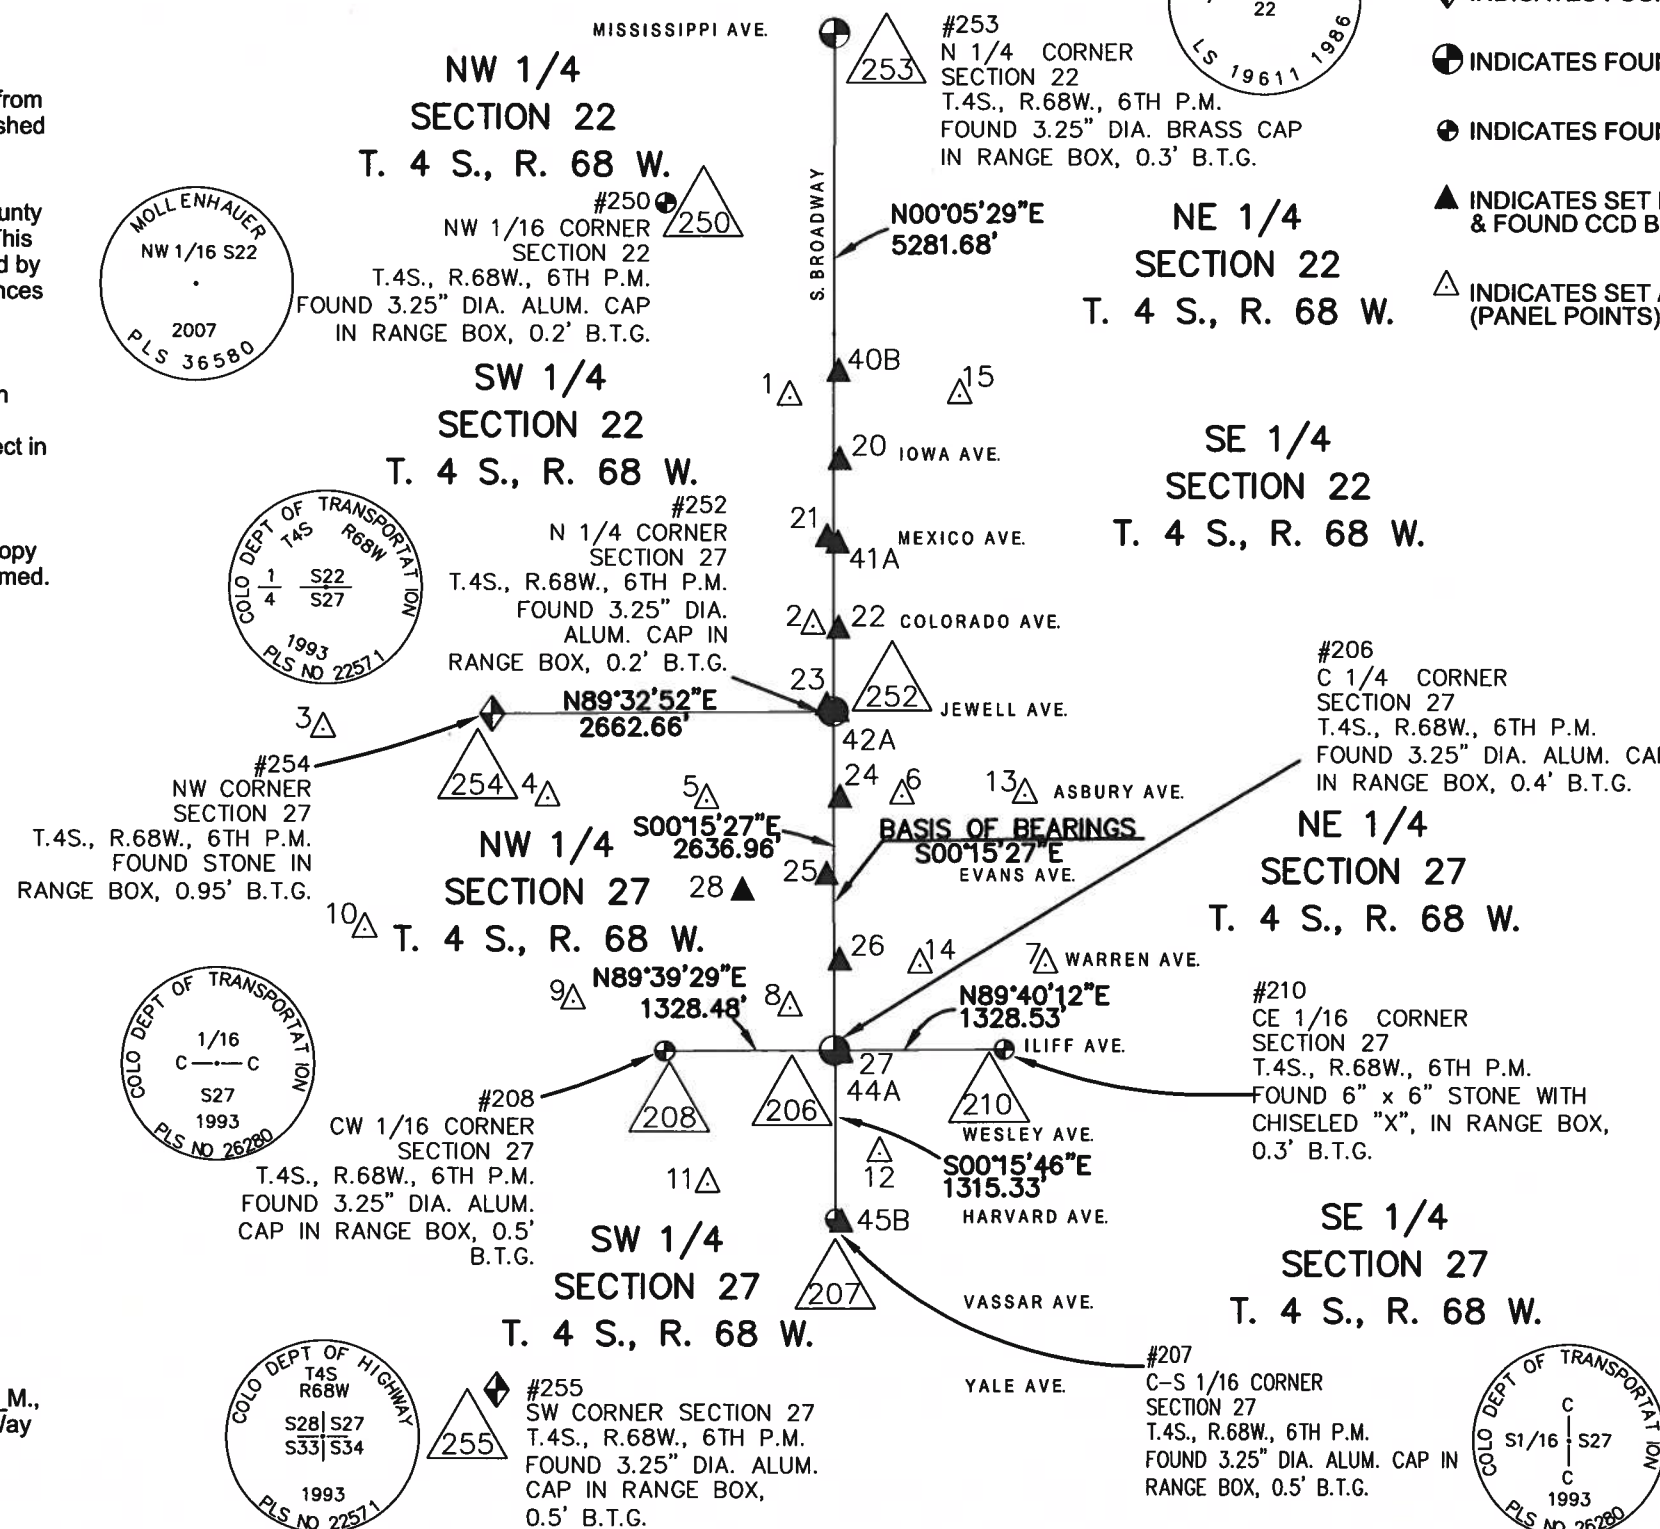 MISSISSIPPI AVE.
NW 1/4
SECTION 22
T. 4 S., R. 68 W.
253
#253
N 1/4 CORNER
SECTION 22
T.4S., R.68W., 6TH P.M.
FOUND 3.25" DIA. BRASS CAP
IN RANGE BOX, 0.3' B.T.G.
22
LS 19611 1986
INDICATES
INDICATES SET
& FOUND CCD B
INDICATES SET
(PANEL POINTS)
from
This
d by
ect in
MOLLENHAUER
NW 1/16 S22
2007
PLS 36580
#250
250
NW 1/16 CORNER
SECTION 22
T.4S., R.68W., 6TH P.M.
FOUND 3.25" DIA. ALUM. CAP
IN RANGE BOX, 0.2' B.T.G.
S. BROADWAY
N00°05'29"E
5281.68'
NE 1/4
SECTION 22
T. 4 S., R. 68 W.
SW 1/4
SECTION 22
T. 4 S., R. 68 W.
40B
1
15
20 IOWA AVE.
21
MEXICO AVE.
41A
SE 1/4
SECTION 22
T. 4 S., R. 68 W.
COLO DEPT OF TRANSPORTATION
T4S R68W
1
4
S22
S27
1993
PLS NO 22571
#252
N 1/4 CORNER
SECTION 27
T.4S., R.68W., 6TH P.M.
FOUND 3.25" DIA.
ALUM. CAP IN
RANGE BOX, 0.2' B.T.G.
2
22 COLORADO AVE.
23
252
JEWELL AVE.
42A
N89°32'52"E
2662.66'
3
#254
NW CORNER
SECTION 27
T.4S., R.68W., 6TH P.M.
FOUND STONE IN
RANGE BOX, 0.95' B.T.G.
254
4
5
24
6
13
ASBURY AVE.
#206
C 1/4 CORNER
SECTION 27
T.4S., R.68W., 6TH P.M.
FOUND 3.25" DIA. ALUM.
IN RANGE BOX, 0.4' B.T.G.
NW 1/4
SECTION 27
T. 4 S., R. 68 W.
S00°15'27"E
2636.96'
BASIS OF BEARINGS
S00°15'27"E
EVANS AVE.
25
28
NE 1/4
SECTION 27
T. 4 S., R. 68 W.
10
26
14
7
WARREN AVE.
COLO DEPT OF TRANSPORTATION
1/16
C C
S27
1993
PLS NO 26280
9
N89°39'29"E
1328.48'
8
N89°40'12"E
1328.53'
ILIFF AVE.
27
44A
#210
CE 1/16 CORNER
SECTION 27
T.4S., R.68W., 6TH P.M.
FOUND 6" x 6" STONE WITH
CHISELED "X", IN RANGE BOX,
0.3' B.T.G.
#208
CW 1/16 CORNER
SECTION 27
T.4S., R.68W., 6TH P.M.
FOUND 3.25" DIA. ALUM.
CAP IN RANGE BOX, 0.5'
B.T.G.
208
206
210
WESLEY AVE.
11
12
S00°15'46"E
1315.33'
45B
HARVARD AVE.
SW 1/4
SECTION 27
T. 4 S., R. 68 W.
207
VASSAR AVE.
SE 1/4
SECTION 27
T. 4 S., R. 68 W.
M.,
COLO DEPT OF HIGHWAY
T4S
R68W
S28 S27
S33 S34
1993
PLS NO 22571
255
#255
SW CORNER SECTION 27
T.4S., R.68W., 6TH P.M.
FOUND 3.25" DIA. ALUM.
CAP IN RANGE BOX,
0.5' B.T.G.
YALE AVE.
#207
C-S 1/16 CORNER
SECTION 27
T.4S., R.68W., 6TH P.M.
FOUND 3.25" DIA. ALUM. CAP IN
RANGE BOX, 0.5' B.T.G.
COLO DEPT OF TRANSPORTATION
C
S1/16 S27
C
1993
PLS NO 26280